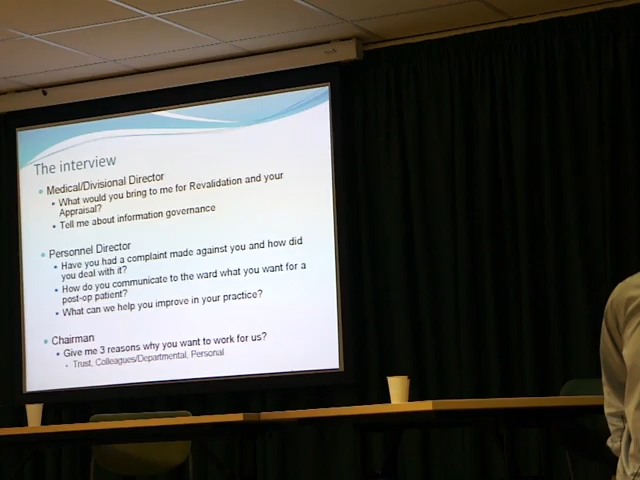 The interview
Medical/Divisional Director
What would you bring to me for Revalidation and your
Appraisal?
Tell me about information governance
Personnel Director
Have you had a complaint made against you and how did
you deal with it?
How do you communicate to the ward what you want for a
post-op patient?
What can we help you improve in your practice?
Chairman
Give me 3 reasons why you want to work for us?
Trust, Colleagues/Departmental, Personal